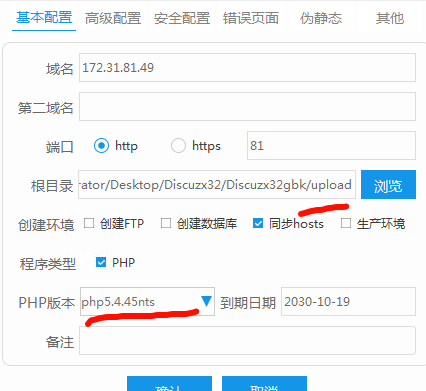 基本配置 高级配置 安全配置 错误页面 伪静态 其他
域名 172.31.81.49
第二域名
端口 http https 81
根目录 rator/Desktop/Discuzx32/Discuzx32gbk/upload 浏览
创建环境 创建FTP 创建数据库 同步hosts 生产环境
程序类型 PHP
PHP版本 php5.4.45nts 到期日期 2030-10-19
备注
确认 取消